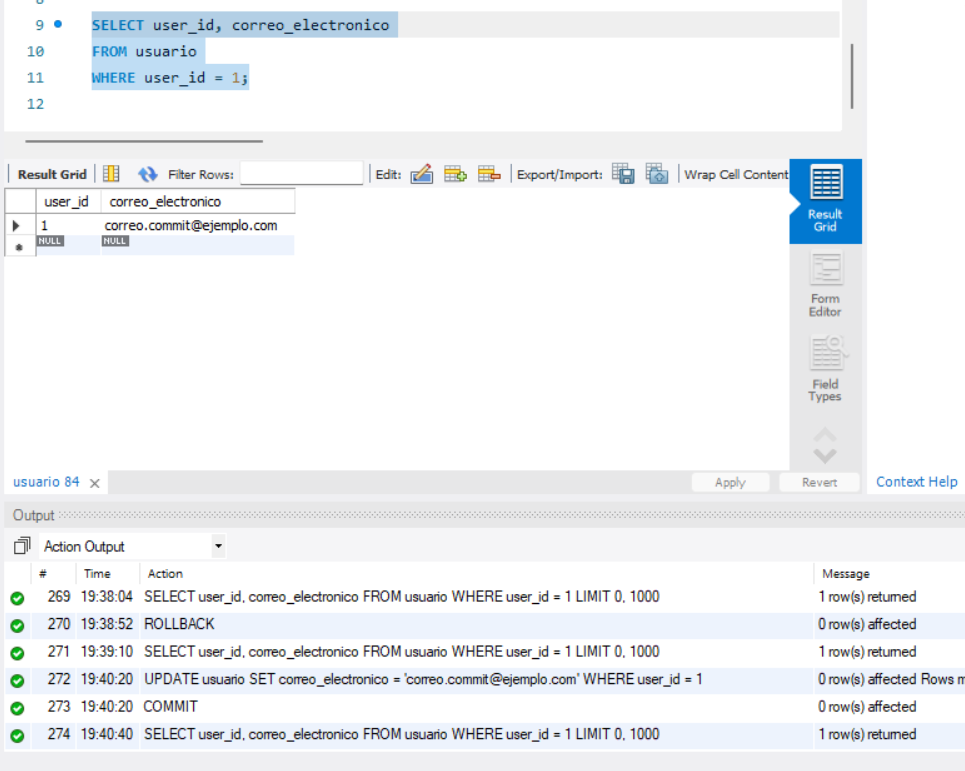 9 SELECT user_id, correo_electronico
10 FROM usuario
11 WHERE user_id = 1;
12
Result Grid Filter Rows: Edit: Export/Import: Wrap Cell Content
user_id correo_electronico
1 correo.commit@ejemplo.com
NULL NULL
Result
Grid
Form
Editor
Field
Types
usuario 84 Apply Revert Context Help
Output
Action Output
# Time Action Message
269 19:38:04 SELECT user_id, correo_electronico FROM usuario WHERE user_id = 1 LIMIT 0, 1000 1 row(s) returned
270 19:38:52 ROLLBACK 0 row(s) affected
271 19:39:10 SELECT user_id, correo_electronico FROM usuario WHERE user_id = 1 LIMIT 0, 1000 1 row(s) returned
272 19:40:20 UPDATE usuario SET correo_electronico = 'correo.commit@ejemplo.com' WHERE user_id = 1 0 row(s) affected Rows m
273 19:40:20 COMMIT 0 row(s) affected
274 19:40:40 SELECT user_id, correo_electronico FROM usuario WHERE user_id = 1 LIMIT 0, 1000 1 row(s) returned